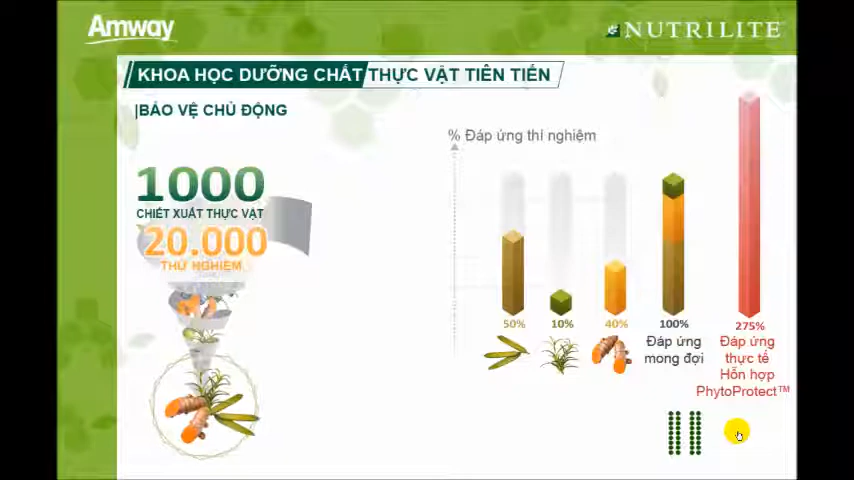 Amway
NUTRILITE
KHOA HỌC DƯỠNG CHẤT THỰC VẬT TIÊN TIẾN
|BẢO VỆ CHỦ ĐỘNG
% Đáp ứng thí nghiệm
1000
CHIẾT XUẤT THỰC VẬT
20.000
THỬ NGHIỆM
50%
10%
40%
100%
275%
Đáp ứng
mong đợi
Đáp ứng
thực tế
Hỗn hợp
PhytoProtect™